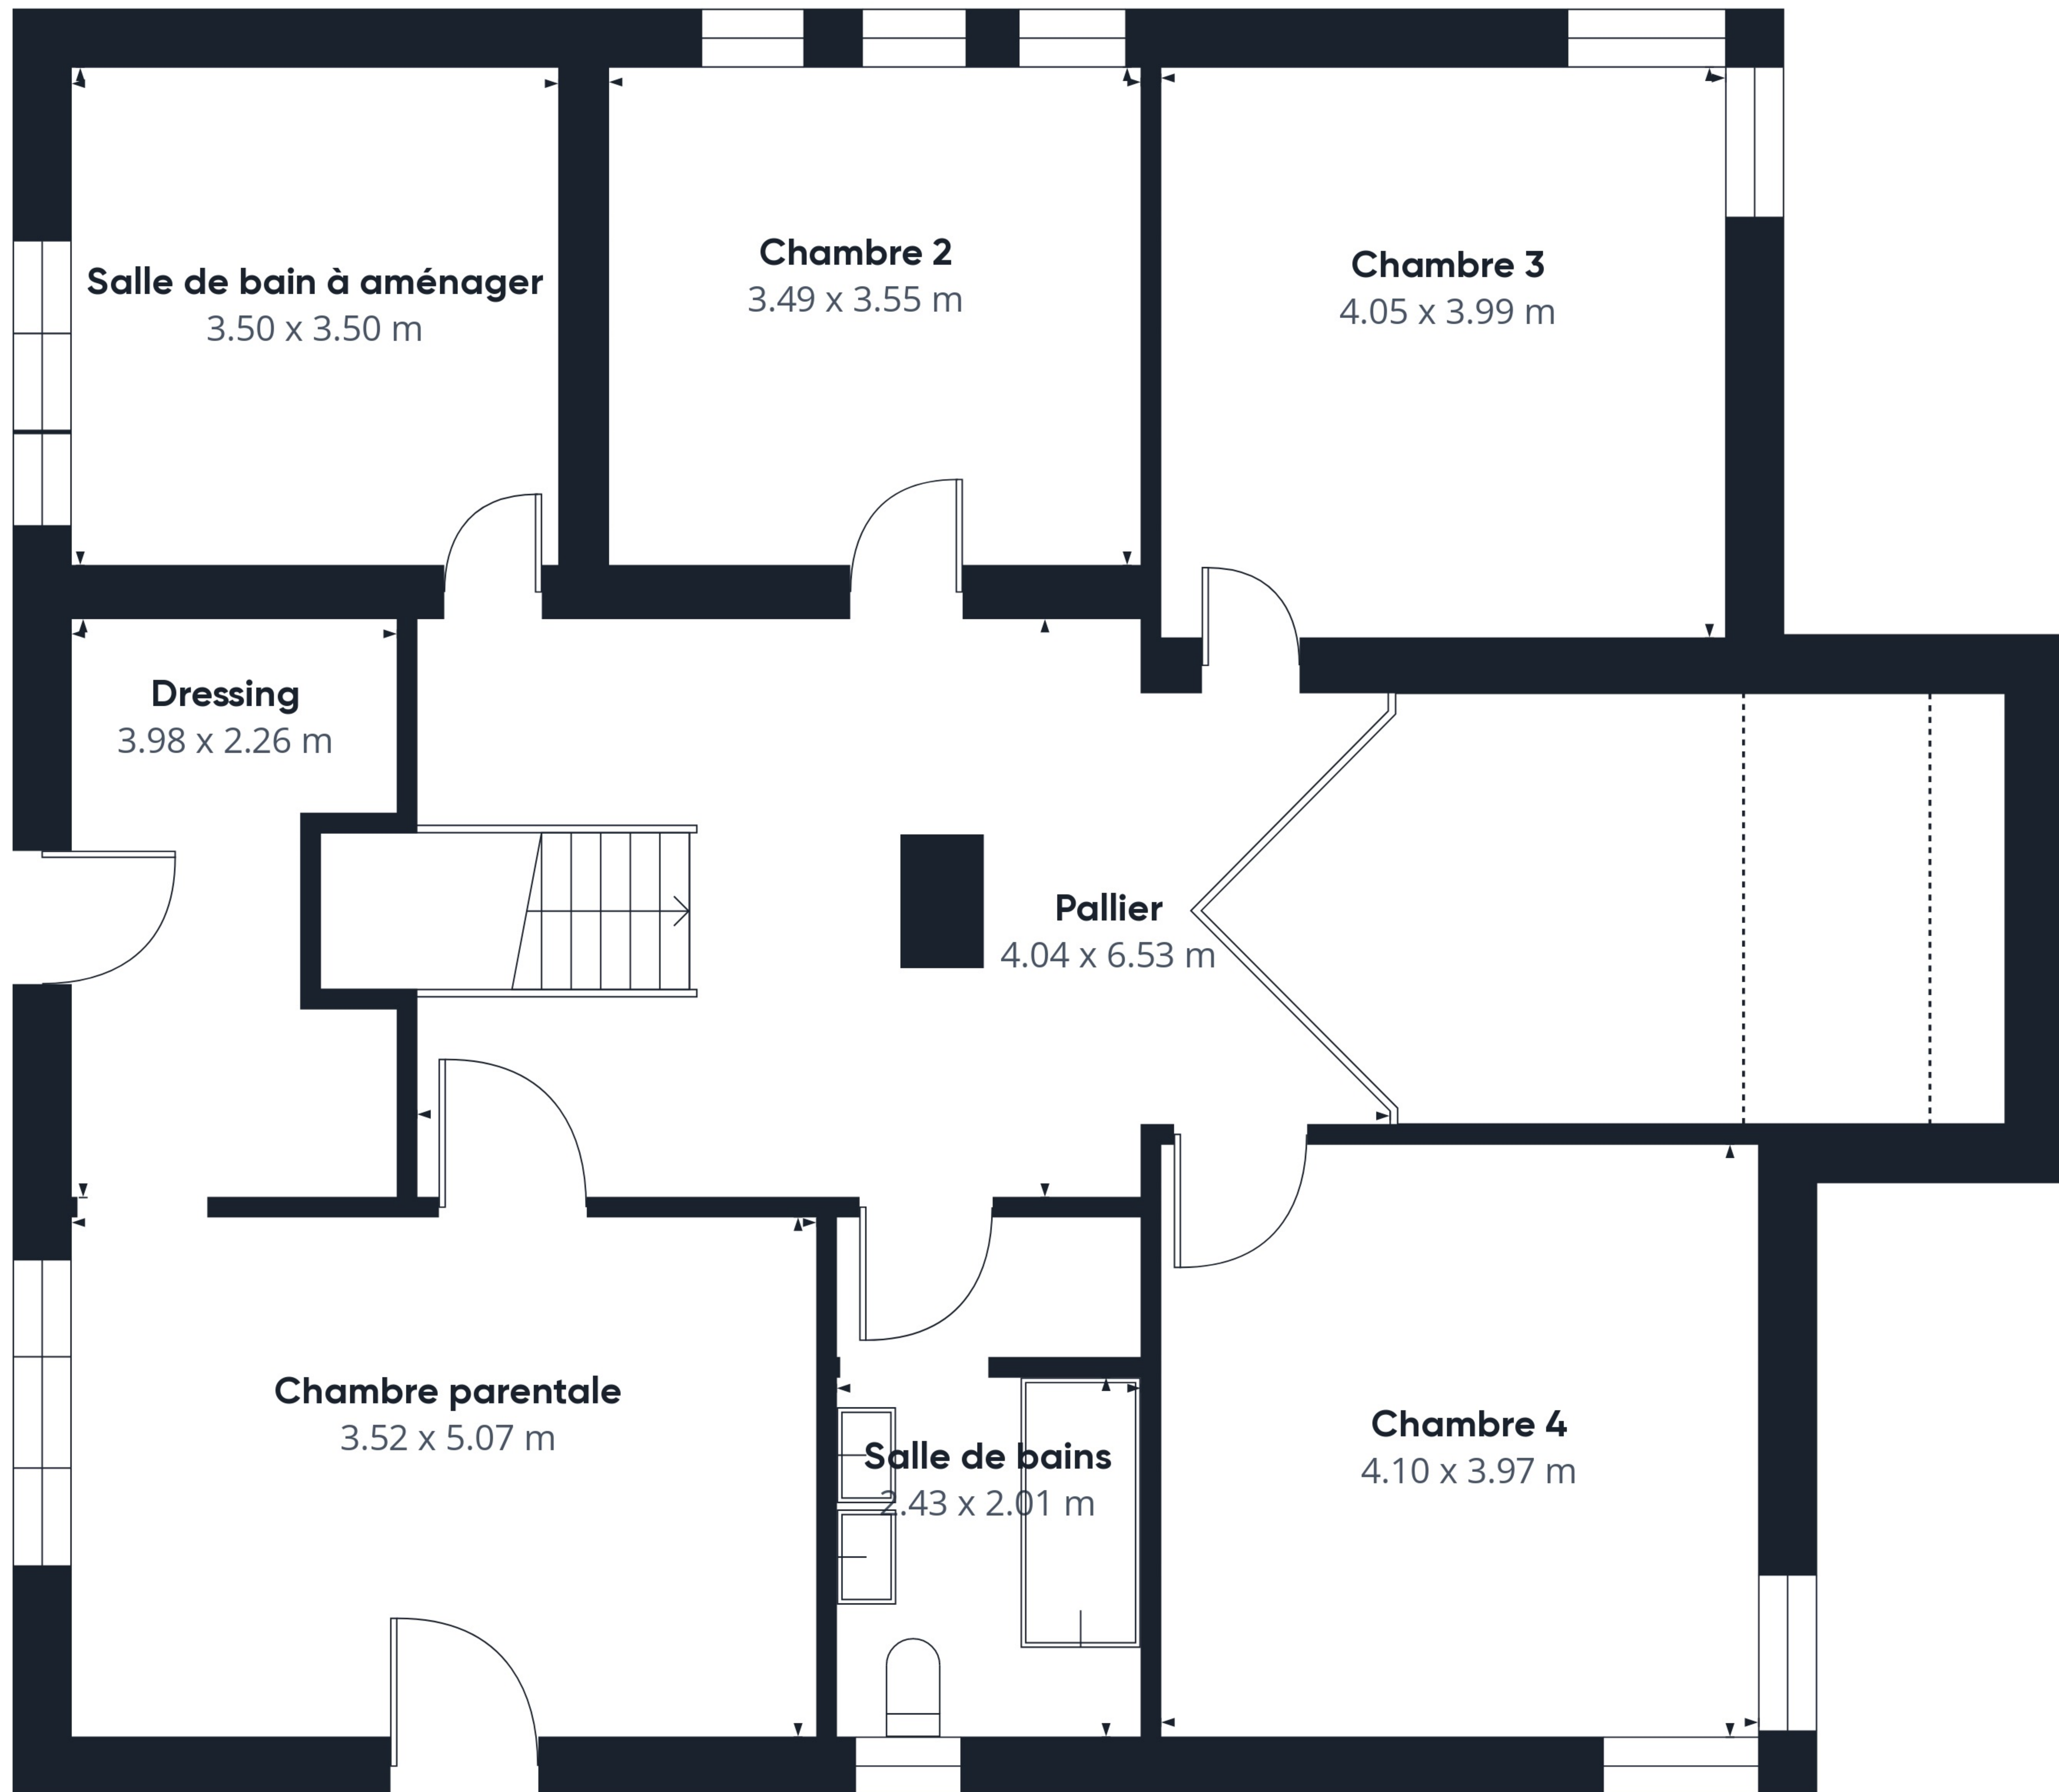 Salle de bain à aménager
3.50 x 3.50 m
Chambre 2
3.49 x 3.55 m
Chambre 3
4.05 x 3.99 m
Dressing
3.98 x 2.26 m
Pallier
4.04 x 6.53 m
Chambre parentale
3.52 x 5.07 m
Salle de bains
2.43 x 2.01 m
Chambre 4
4.10 x 3.97 m